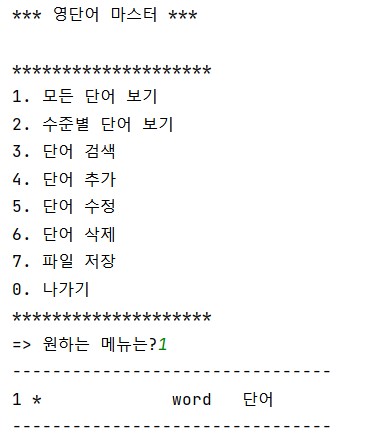 *** 영단어 마스터 ***
********************
1. 모든 단어 보기
2. 수준별 단어 보기
3. 단어 검색
4. 단어 추가
5. 단어 수정
6. 단어 삭제
7. 파일 저장
0. 나가기
********************
=> 원하는 메뉴는?1
--------------------------------
1 *             word   단어
--------------------------------